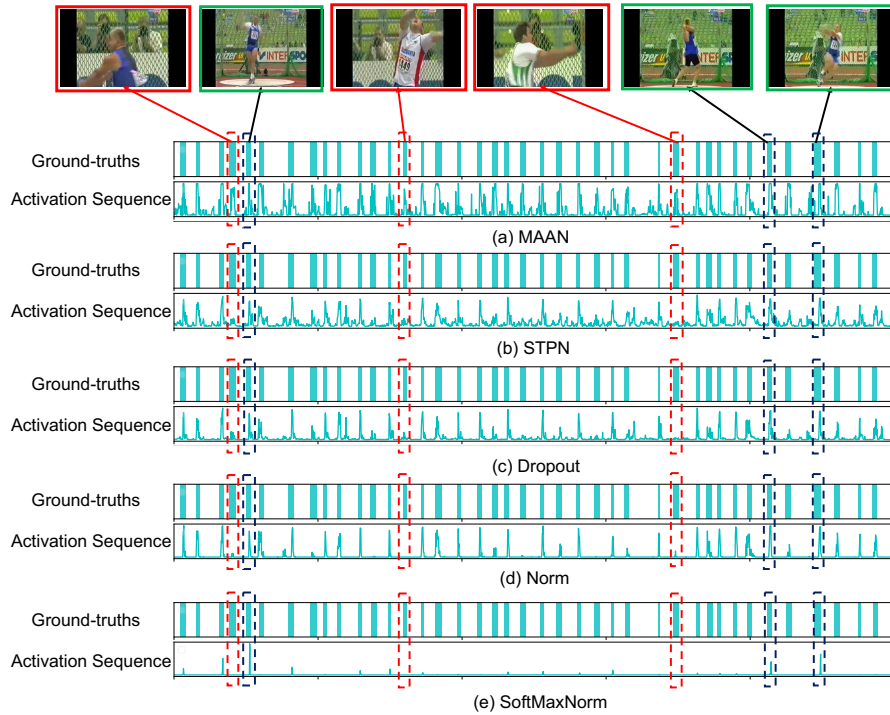 Ground-truths
Activation Sequence
(a) MAAN
Ground-truths
Activation Sequence
(b) STPN
Ground-truths
Activation Sequence
(c) Dropout
Ground-truths
Activation Sequence
(d) Norm
Ground-truths
Activation Sequence
(e) SoftMaxNorm